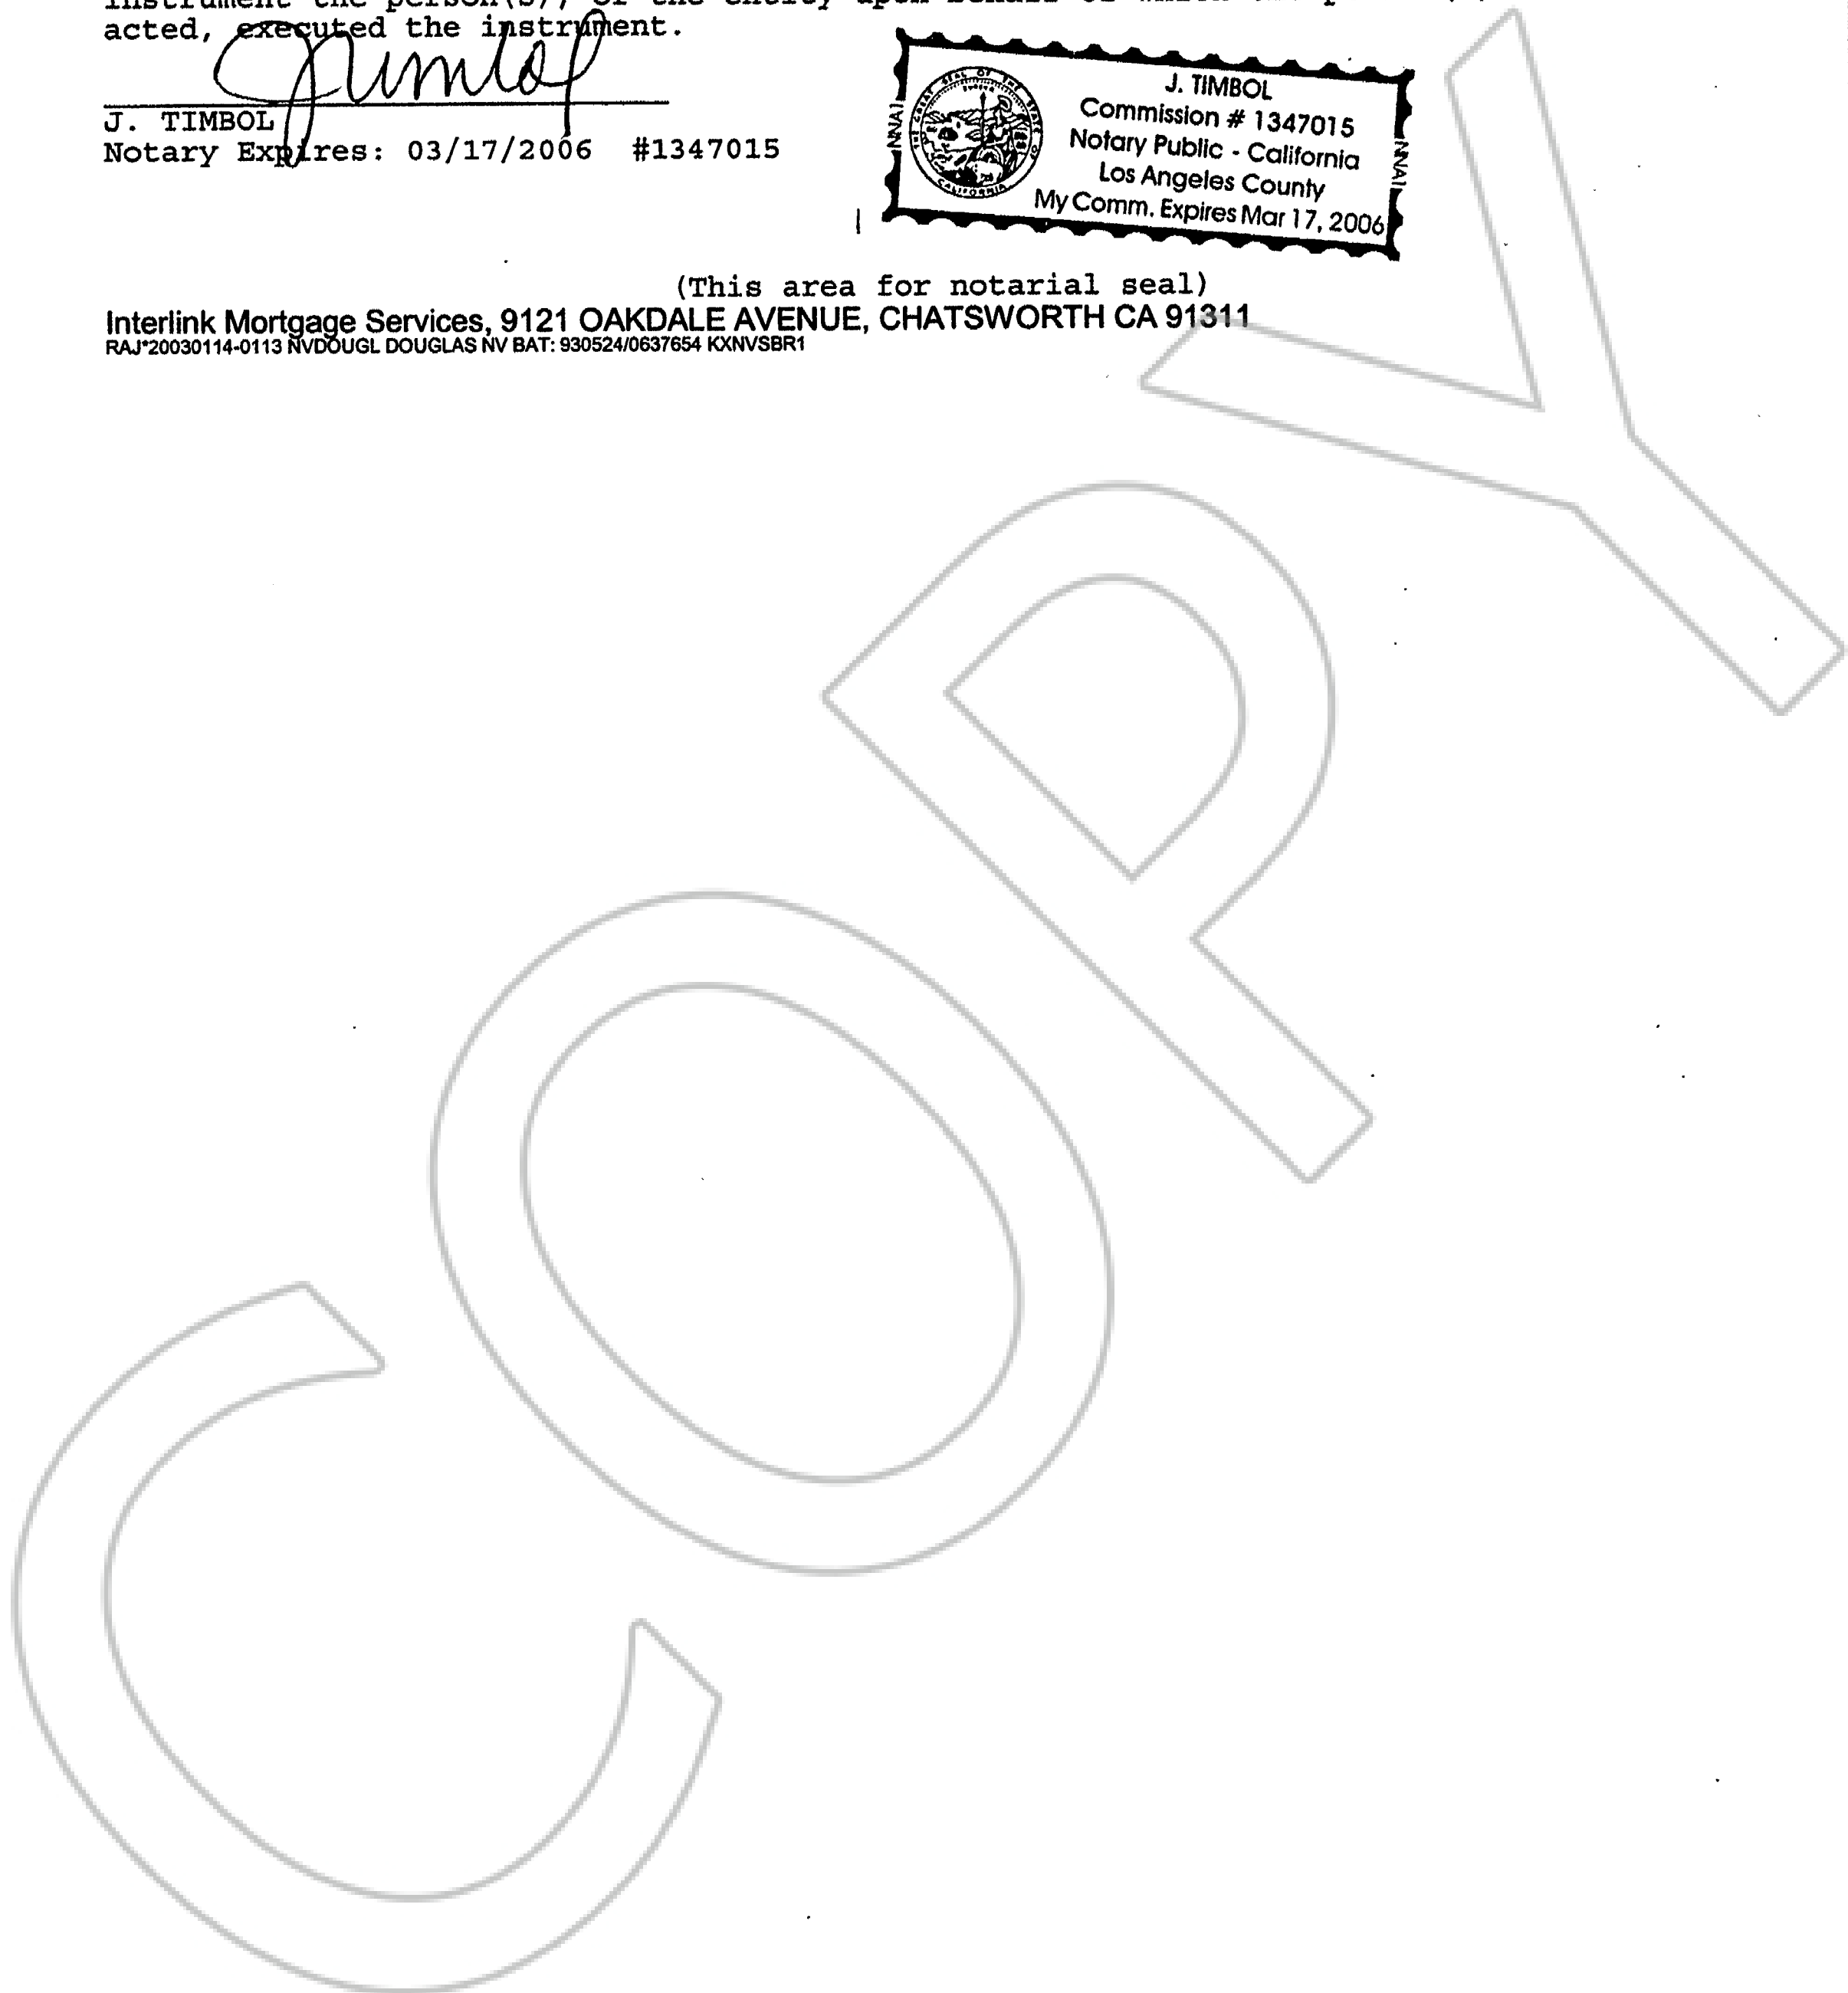 acted, executed the instrument.
J. TIMBOL
Notary Expires: 03/17/2006 #1347015
J. TIMBOL
Commission # 1347015
Notary Public - California
Los Angeles County
My Comm. Expires Mar 17, 2006
(This area for notarial seal)
Interlink Mortgage Services, 9121 OAKDALE AVENUE, CHATSWORTH CA 91311
RAJ*20030114-0113 NVDOUGL DOUGLAS NV BAT: 930524/0637654 KXNVSBR1
COPY